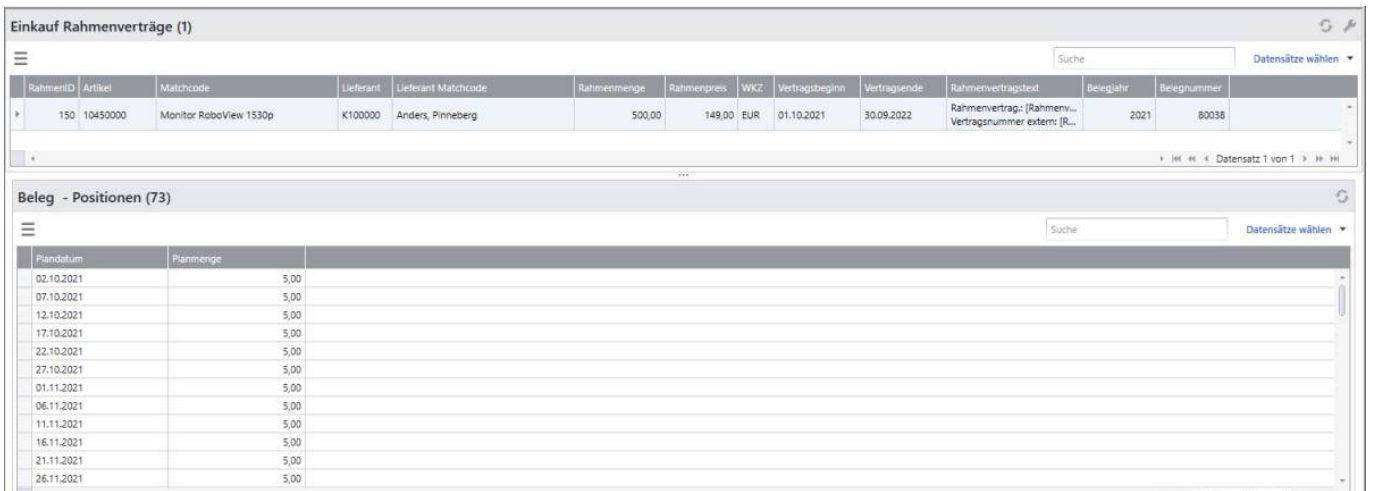 Einkauf Rahmenverträge (1)
Suche Datensätze wählen
RahmenID Artikel Matchcode Lieferant Lieferant Matchcode Rahmenmenge Rahmenpreis WKZ Vertragsbeginn Vertragsende Rahmenvertragstext Belegjahr Belegnummer
150 10450000 Monitor RoboView 1530p K100000 Anders, Pinneberg 500,00 149,00 EUR 01.10.2021 30.09.2022 Rahmenvertrag.: [Rahmenv... 2021 80038
Vertragsnummer extern: [R...
Datensatz 1 von 1
Beleg - Positionen (73)
Suche Datensätze wählen
Plandatum Planmenge
02.10.2021 5,00
07.10.2021 5,00
12.10.2021 5,00
17.10.2021 5,00
22.10.2021 5,00
27.10.2021 5,00
01.11.2021 5,00
06.11.2021 5,00
11.11.2021 5,00
16.11.2021 5,00
21.11.2021 5,00
26.11.2021 5,00